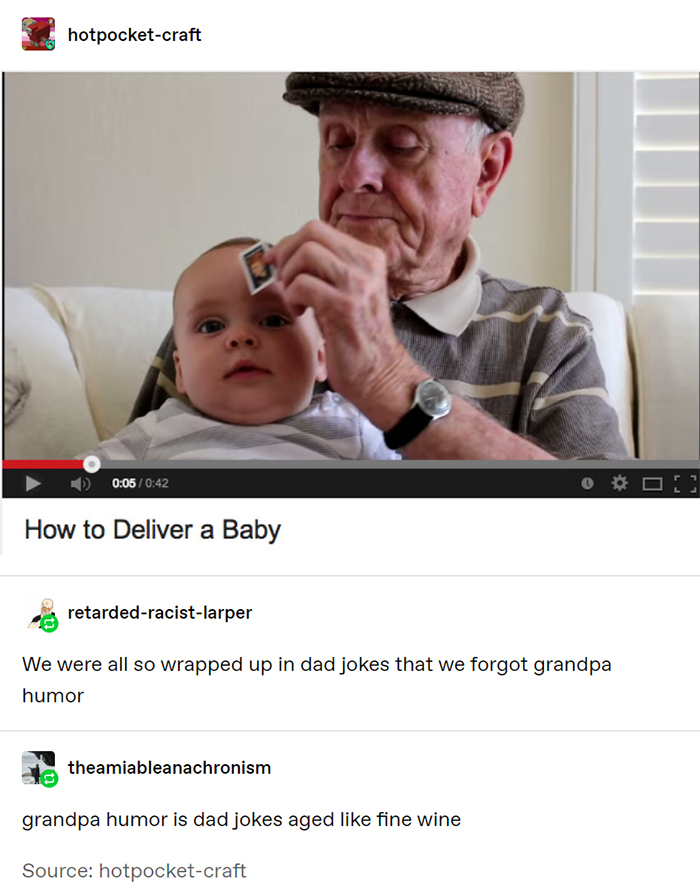 hotpocket-craft
0:05 / 0:42
How to Deliver a Baby
retarded-racist-larper
We were all so wrapped up in dad jokes that we forgot grandpa
humor
theamiableanachronism
grandpa humor is dad jokes aged like fine wine
Source: hotpocket-craft